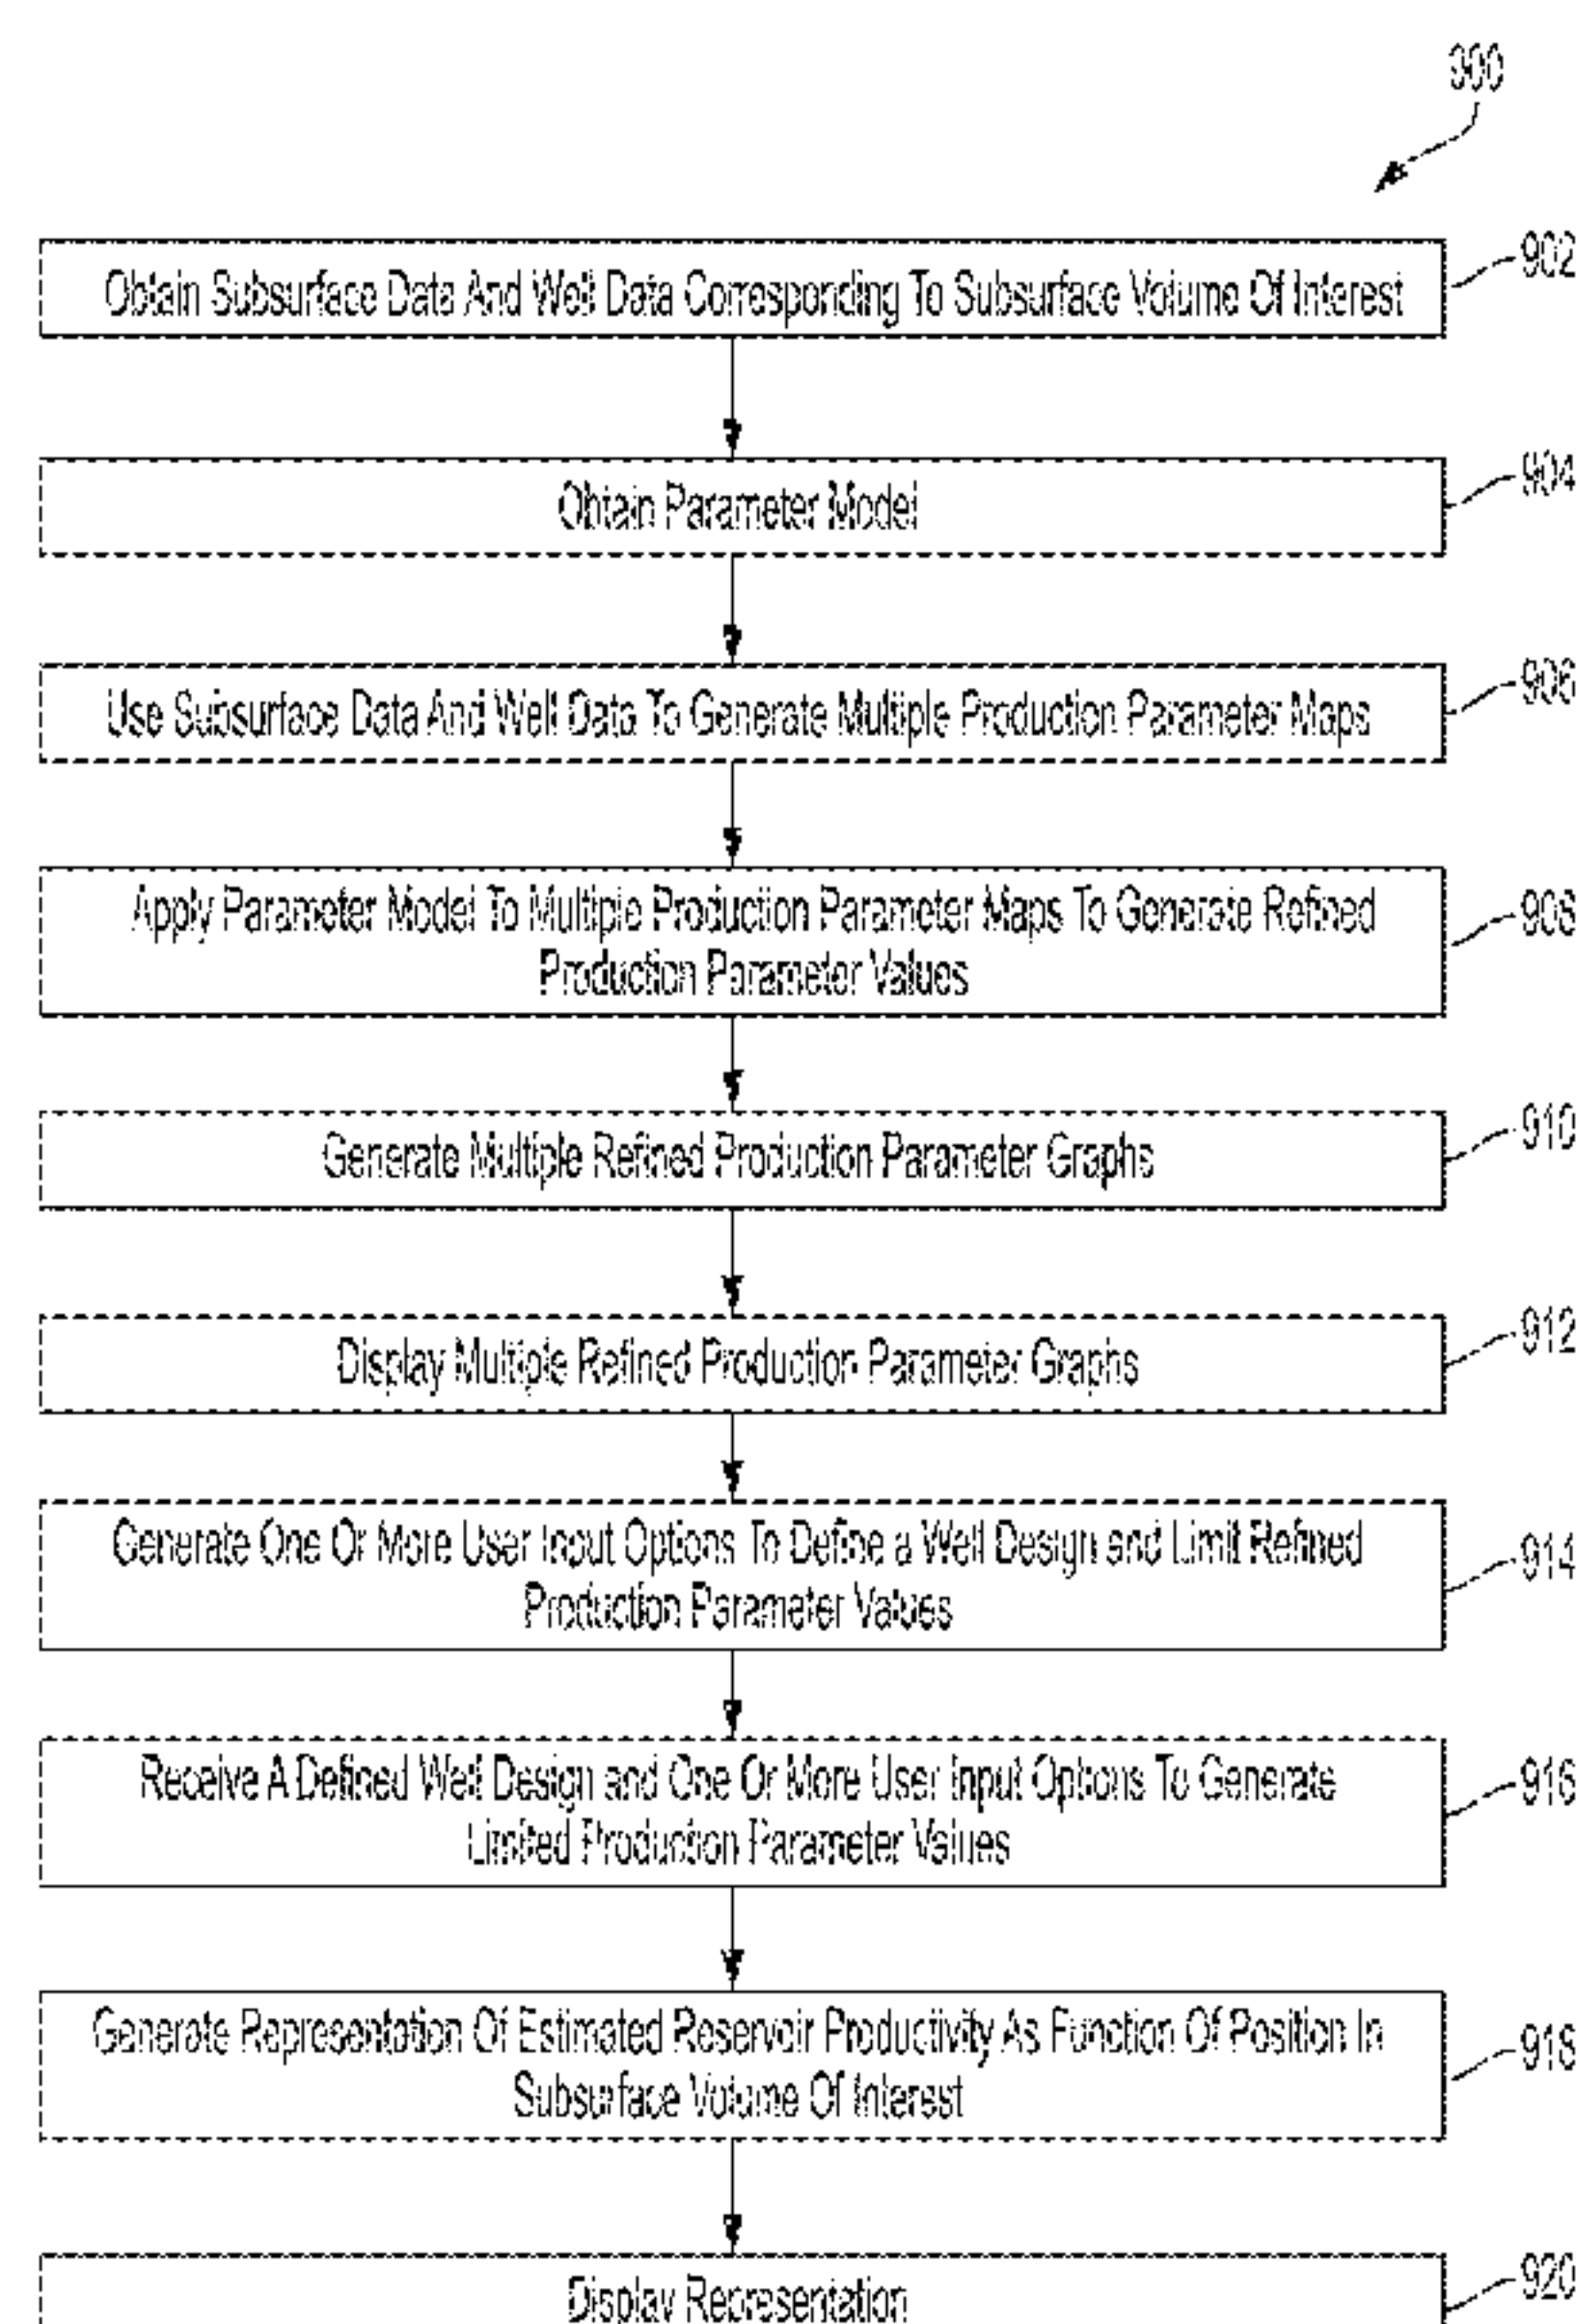 900
902
Obtain Subsurface Data And Well Data Corresponding To Subsurface Volume Of Interest
904
Obtain Parameter Model
906
Use Subsurface Data And Well Data To Generate Multiple Production Parameter Maps
908
Apply Parameter Model To Multiple Production Parameter Maps To Generate Refined
Production Parameter Values
910
Generate Multiple Refined Production Parameter Graphs
912
Display Multiple Refined Production Parameter Graphs
914
Generate One Or More User Input Options To Define a Well Design and Limit Refined
Production Parameter Values
916
Receive A Defined Well Design and One Or More User Input Options To Generate
Limited Production Parameter Values
918
Generate Representation Of Estimated Reservoir Productivity As Function Of Position In
Subsurface Volume Of Interest
920
Display Representation